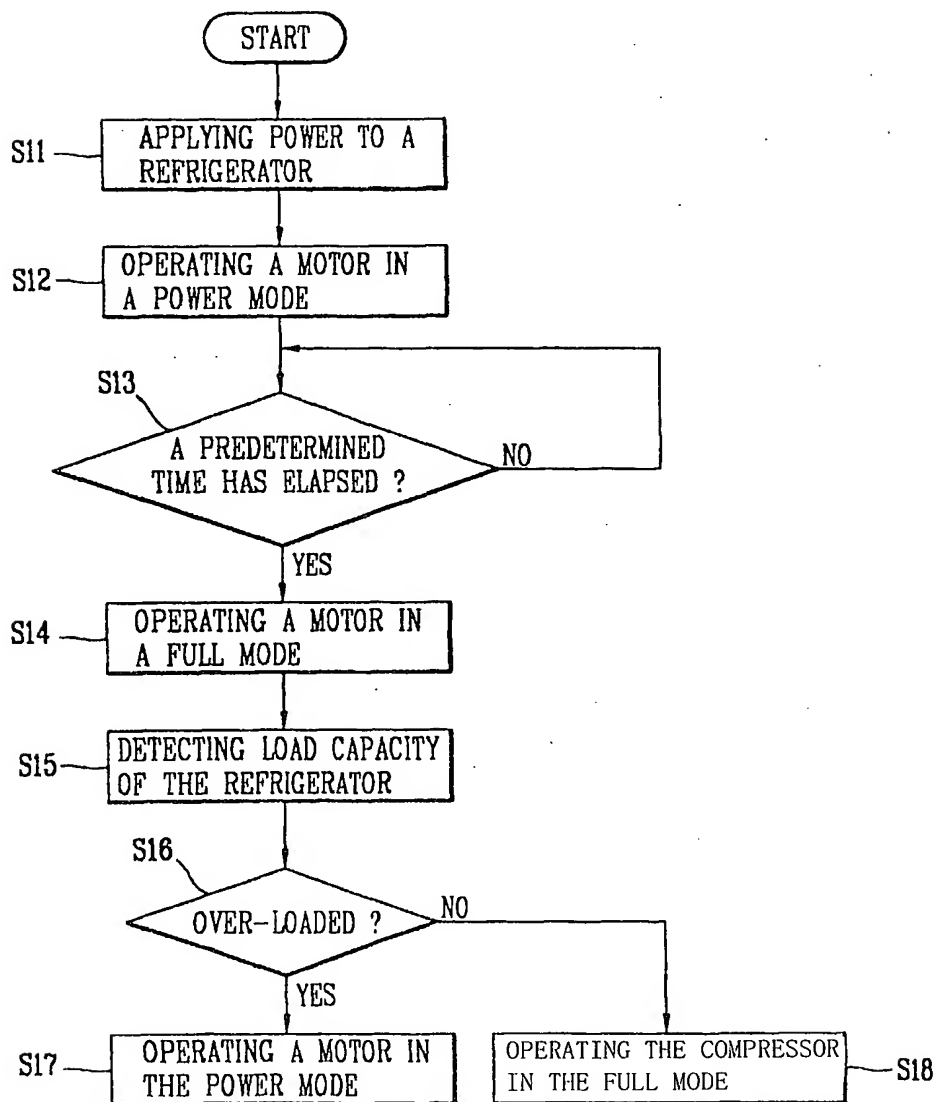 START
S11
APPLYING POWER TO A
REFRIGERATOR
S12
OPERATING A MOTOR IN
A POWER MODE
S13
A PREDETERMINED
TIME HAS ELAPSED ?
NO
YES
S14
OPERATING A MOTOR IN
A FULL MODE
S15
DETECTING LOAD CAPACITY
OF THE REFRIGERATOR
S16
OVER-LOADED ?
NO
YES
S17
OPERATING A MOTOR IN
THE POWER MODE
OPERATING THE COMPRESSOR
IN THE FULL MODE
S18